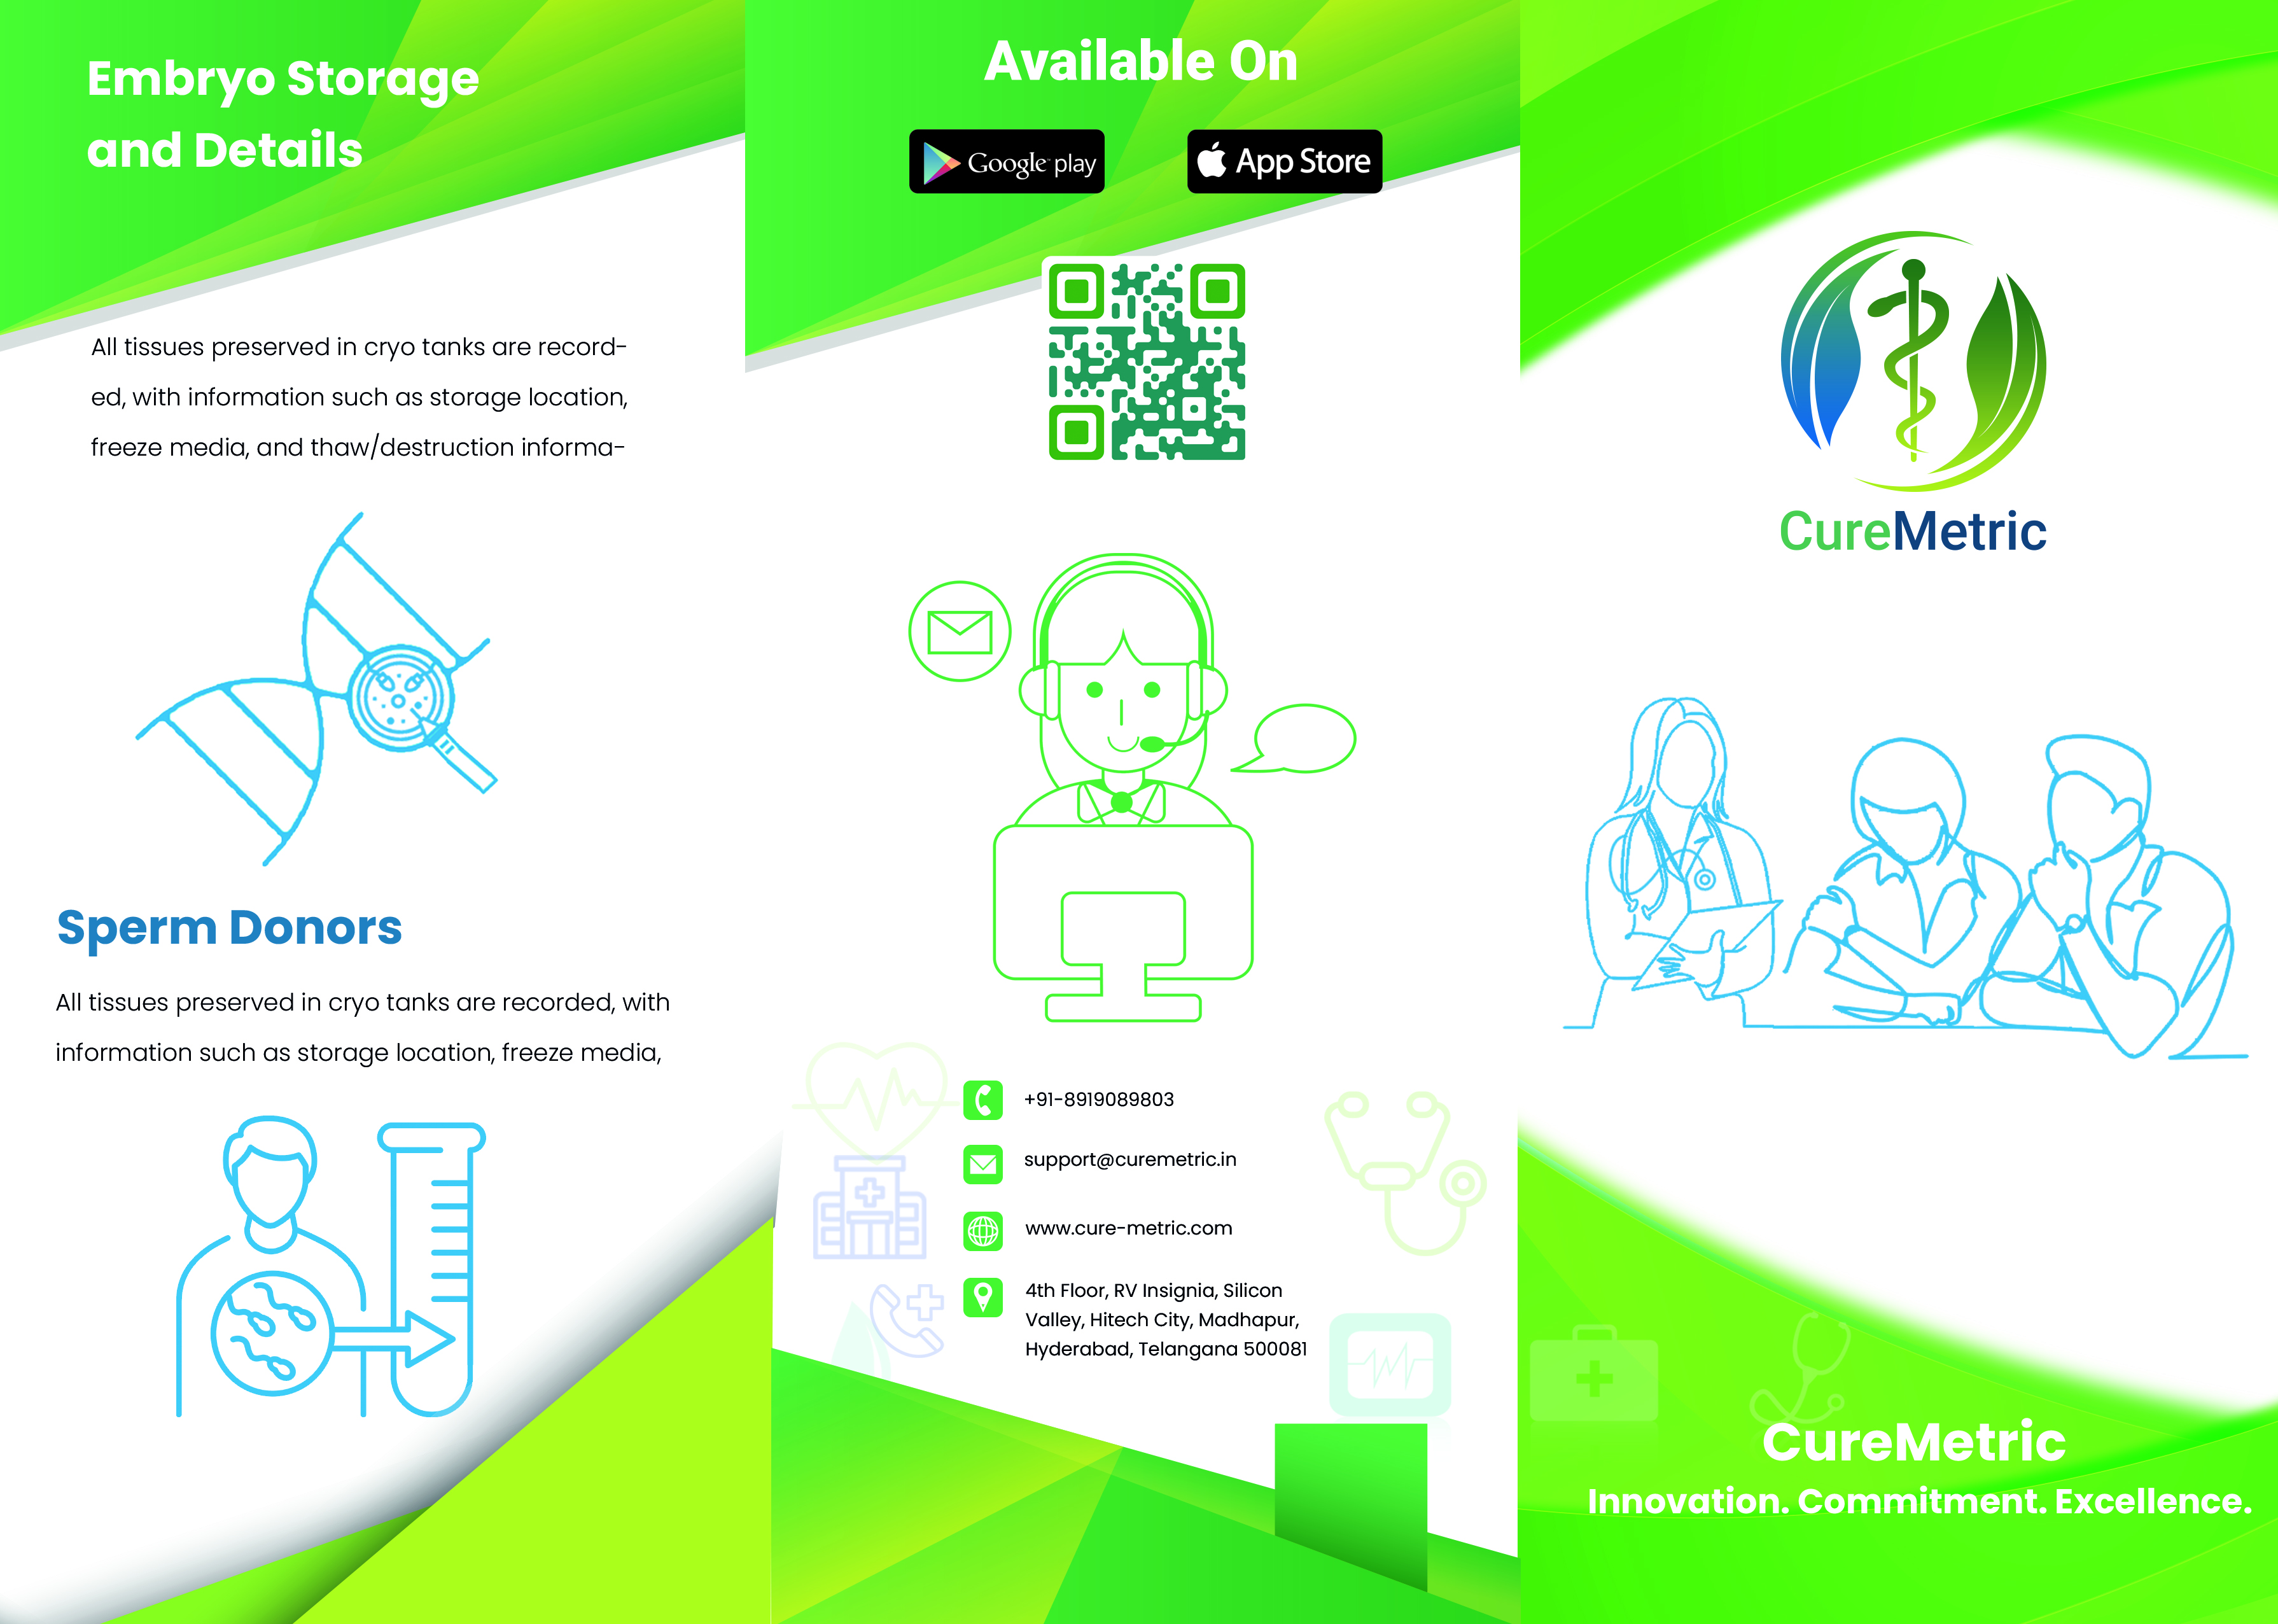 Embryo Storage
and Details
All tissues preserved in cryo tanks are record-
ed, with information such as storage location,
freeze media, and thaw/destruction informa-
Sperm Donors
All tissues preserved in cryo tanks are recorded, with
information such as storage location, freeze media,
Available On
Google play
App Store
+91-8919089803
support@curemetric.in
www.cure-metric.com
4th Floor, RV Insignia, Silicon
Valley, Hitech City, Madhapur,
Hyderabad, Telangana 500081
CureMetric
CureMetric
Innovation. Commitment. Excellence.